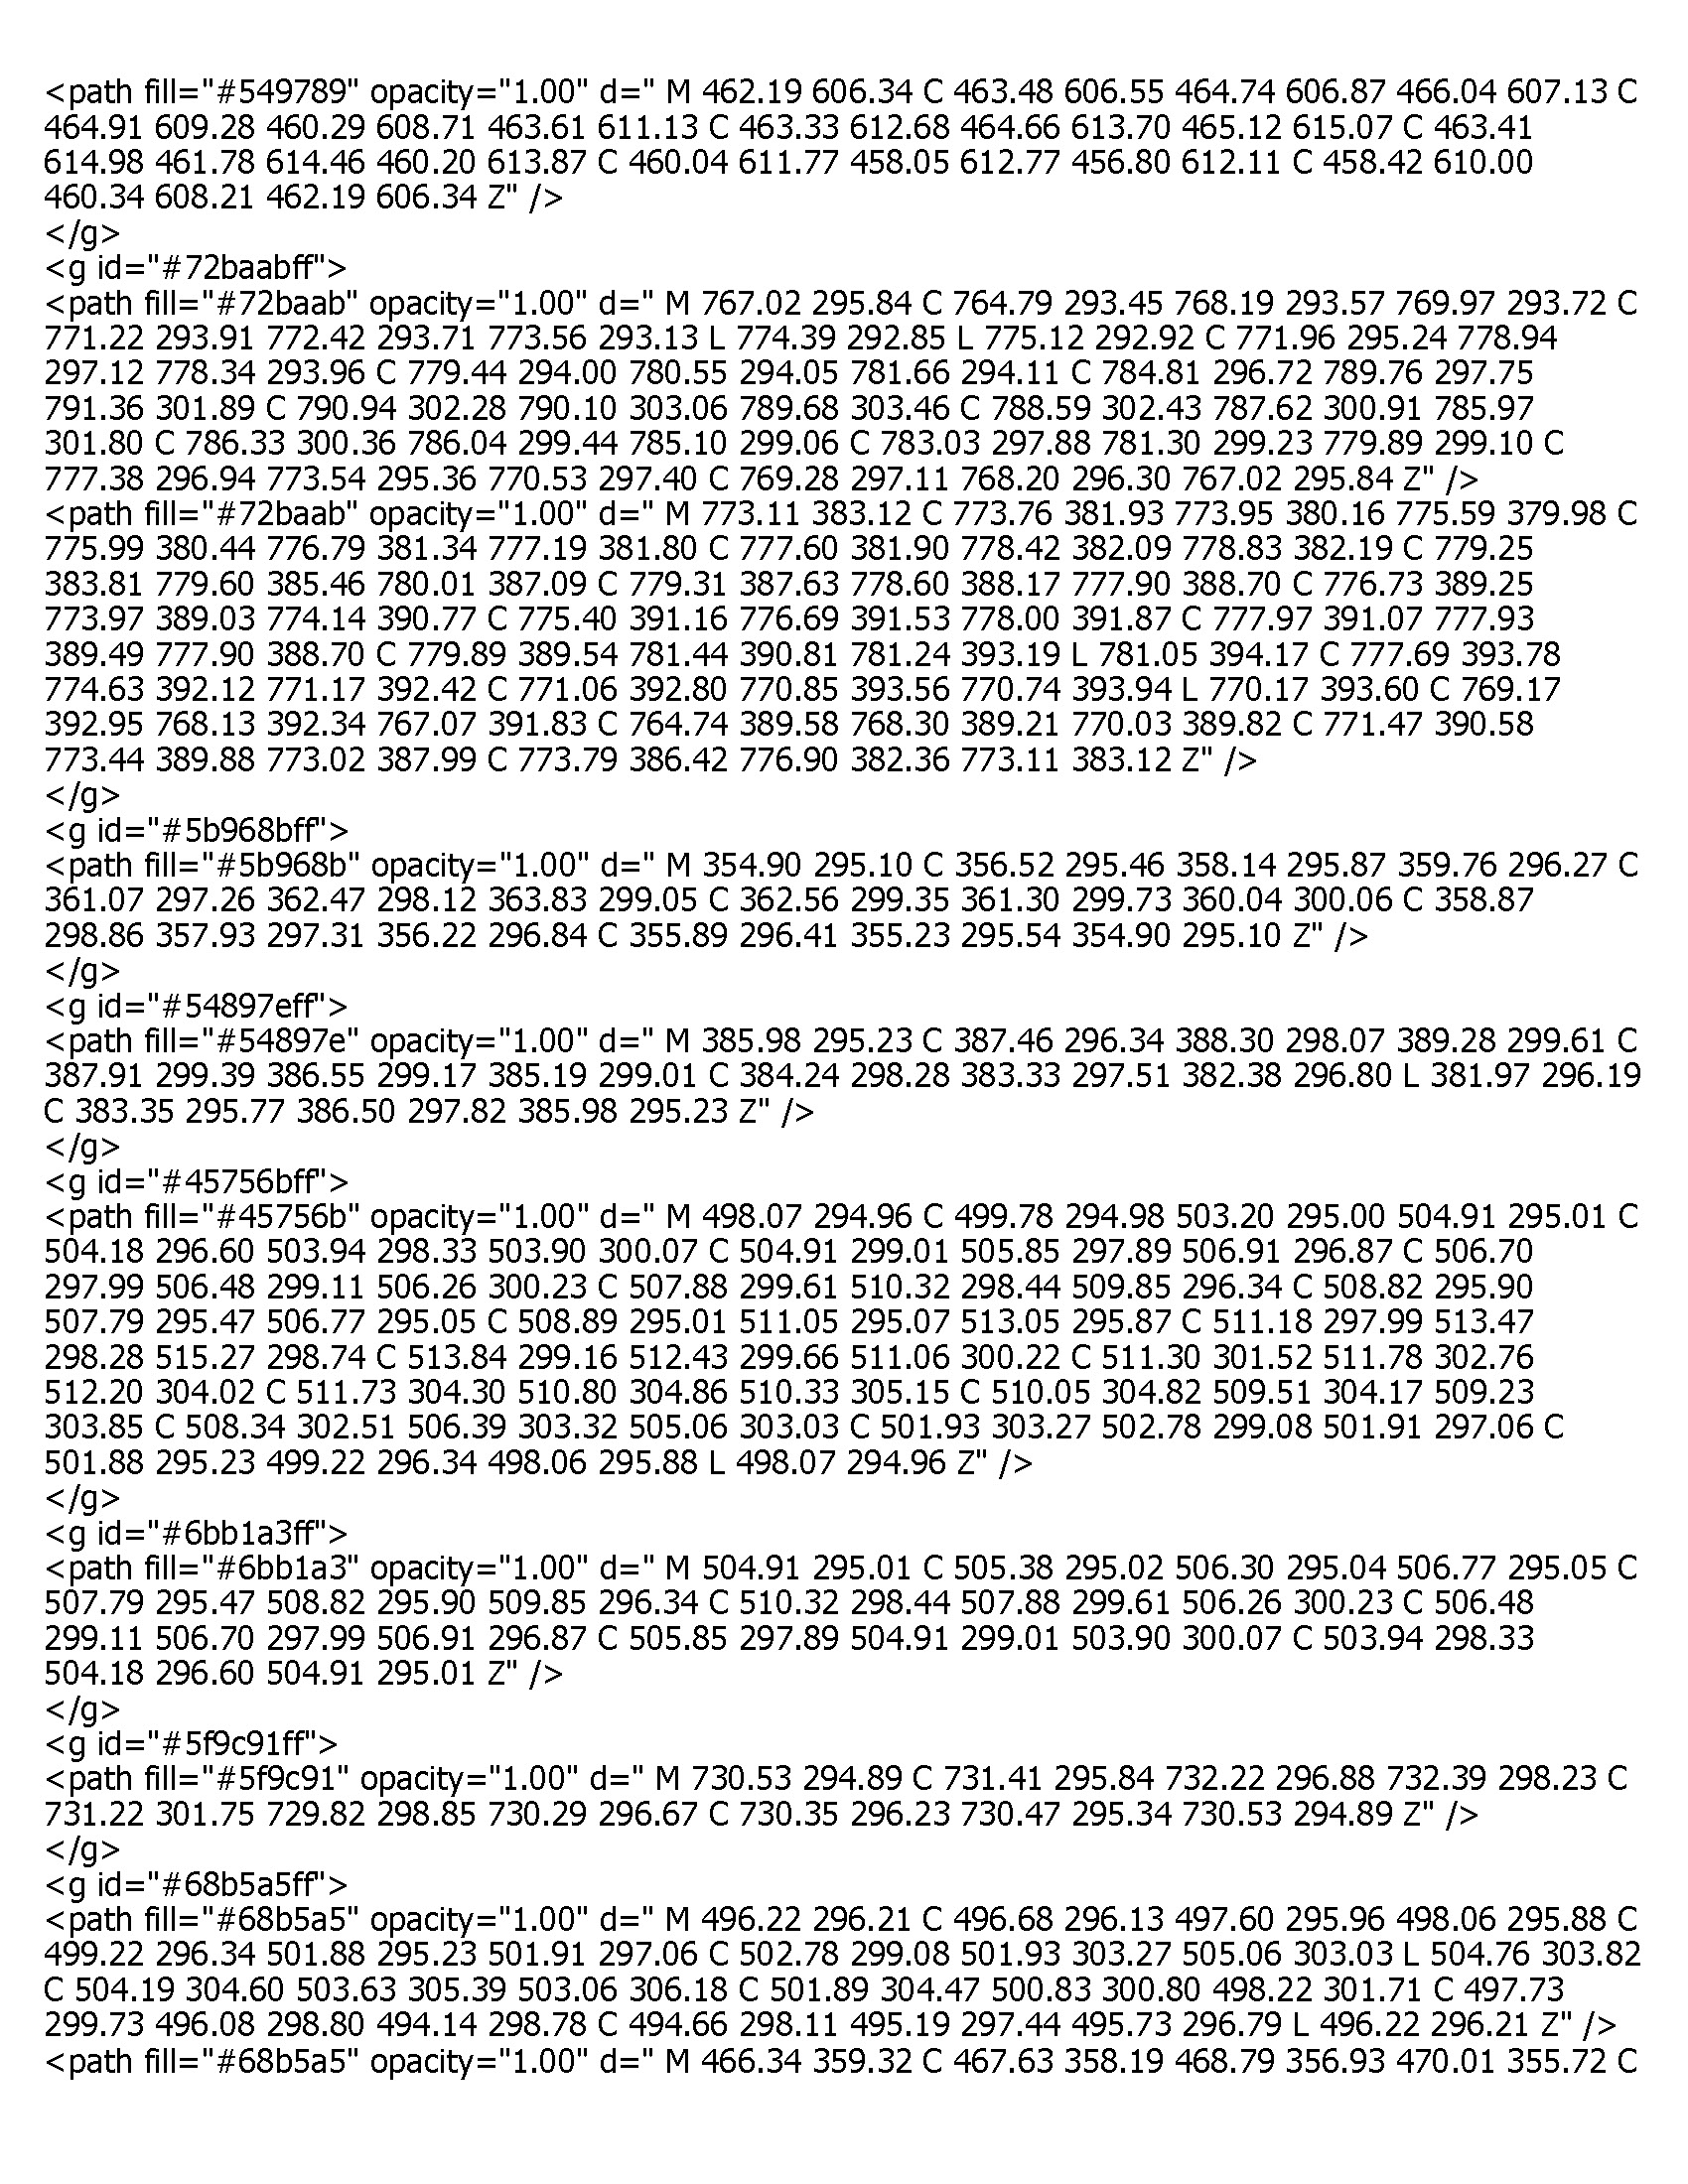 <path fill="#549789" opacity="1.00" d=" M 462.19 606.34 C 463.48 606.55 464.74 606.87 466.04 607.13 C
464.91 609.28 460.29 608.71 463.61 611.13 C 463.33 612.68 464.66 613.70 465.12 615.07 C 463.41
614.98 461.78 614.46 460.20 613.87 C 460.04 611.77 458.05 612.77 456.80 612.11 C 458.42 610.00
460.34 608.21 462.19 606.34 Z" />
</g>
<g id="#72baabff">
<path fill="#72baab" opacity="1.00" d=" M 767.02 295.84 C 764.79 293.45 768.19 293.57 769.97 293.72 C
771.22 293.91 772.42 293.71 773.56 293.13 L 774.39 292.85 L 775.12 292.92 C 771.96 295.24 778.94
297.12 778.34 293.96 C 779.44 294.00 780.55 294.05 781.66 294.11 C 784.81 296.72 789.76 297.75
791.36 301.89 C 790.94 302.28 790.10 303.06 789.68 303.46 C 788.59 302.43 787.62 300.91 785.97
301.80 C 786.33 300.36 786.04 299.44 785.10 299.06 C 783.03 297.88 781.30 299.23 779.89 299.10 C
777.38 296.94 773.54 295.36 770.53 297.40 C 769.28 297.11 768.20 296.30 767.02 295.84 Z" />
<path fill="#72baab" opacity="1.00" d=" M 773.11 383.12 C 773.76 381.93 773.95 380.16 775.59 379.98 C
775.99 380.44 776.79 381.34 777.19 381.80 C 777.60 381.90 778.42 382.09 778.83 382.19 C 779.25
383.81 779.60 385.46 780.01 387.09 C 779.31 387.63 778.60 388.17 777.90 388.70 C 776.73 389.25
773.97 389.03 774.14 390.77 C 775.40 391.16 776.69 391.53 778.00 391.87 C 777.97 391.07 777.93
389.49 777.90 388.70 C 779.89 389.54 781.44 390.81 781.24 393.19 L 781.05 394.17 C 777.69 393.78
774.63 392.12 771.17 392.42 C 771.06 392.80 770.85 393.56 770.74 393.94 L 770.17 393.60 C 769.17
392.95 768.13 392.34 767.07 391.83 C 764.74 389.58 768.30 389.21 770.03 389.82 C 771.47 390.58
773.44 389.88 773.02 387.99 C 773.79 386.42 776.90 382.36 773.11 383.12 Z" />
</g>
<g id="#5b968bff">
<path fill="#5b968b" opacity="1.00" d=" M 354.90 295.10 C 356.52 295.46 358.14 295.87 359.76 296.27 C
361.07 297.26 362.47 298.12 363.83 299.05 C 362.56 299.35 361.30 299.73 360.04 300.06 C 358.87
298.86 357.93 297.31 356.22 296.84 C 355.89 296.41 355.23 295.54 354.90 295.10 Z" />
</g>
<g id="#54897eff">
<path fill="#54897e" opacity="1.00" d=" M 385.98 295.23 C 387.46 296.34 388.30 298.07 389.28 299.61 C
387.91 299.39 386.55 299.17 385.19 299.01 C 384.24 298.28 383.33 297.51 382.38 296.80 L 381.97 296.19
C 383.35 295.77 386.50 297.82 385.98 295.23 Z" />
</g>
<g id="#45756bff">
<path fill="#45756b" opacity="1.00" d=" M 498.07 294.96 C 499.78 294.98 503.20 295.00 504.91 295.01 C
504.18 296.60 503.94 298.33 503.90 300.07 C 504.91 299.01 505.85 297.89 506.91 296.87 C 506.70
297.99 506.48 299.11 506.26 300.23 C 507.88 299.61 510.32 298.44 509.85 296.34 C 508.82 295.90
507.79 295.47 506.77 295.05 C 508.89 295.01 511.05 295.07 513.05 295.87 C 511.18 297.99 513.47
298.28 515.27 298.74 C 513.84 299.16 512.43 299.66 511.06 300.22 C 511.30 301.52 511.78 302.76
512.20 304.02 C 511.73 304.30 510.80 304.86 510.33 305.15 C 510.05 304.82 509.51 304.17 509.23
303.85 C 508.34 302.51 506.39 303.32 505.06 303.03 C 501.93 303.27 502.78 299.08 501.91 297.06 C
501.88 295.23 499.22 296.34 498.06 295.88 L 498.07 294.96 Z" />
</g>
<g id="#6bb1a3ff">
<path fill="#6bb1a3" opacity="1.00" d=" M 504.91 295.01 C 505.38 295.02 506.30 295.04 506.77 295.05 C
507.79 295.47 508.82 295.90 509.85 296.34 C 510.32 298.44 507.88 299.61 506.26 300.23 C 506.48
299.11 506.70 297.99 506.91 296.87 C 505.85 297.89 504.91 299.01 503.90 300.07 C 503.94 298.33
504.18 296.60 504.91 295.01 Z" />
</g>
<g id="#5f9c91ff">
<path fill="#5f9c91" opacity="1.00" d=" M 730.53 294.89 C 731.41 295.84 732.22 296.88 732.39 298.23 C
731.22 301.75 729.82 298.85 730.29 296.67 C 730.35 296.23 730.47 295.34 730.53 294.89 Z" />
</g>
<g id="#68b5a5ff">
<path fill="#68b5a5" opacity="1.00" d=" M 496.22 296.21 C 496.68 296.13 497.60 295.96 498.06 295.88 C
499.22 296.34 501.88 295.23 501.91 297.06 C 502.78 299.08 501.93 303.27 505.06 303.03 L 504.76 303.82
C 504.19 304.60 503.63 305.39 503.06 306.18 C 501.89 304.47 500.83 300.80 498.22 301.71 C 497.73
299.73 496.08 298.80 494.14 298.78 C 494.66 298.11 495.19 297.44 495.73 296.79 L 496.22 296.21 Z" />
<path fill="#68b5a5" opacity="1.00" d=" M 466.34 359.32 C 467.63 358.19 468.79 356.93 470.01 355.72 C